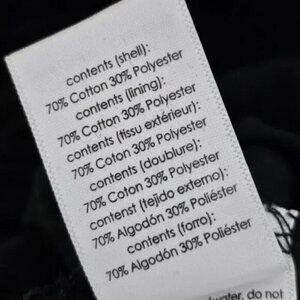 contents (shell):
70% Cotton 30% Polyester
contents (lining):
70% Cotton 30% Polyester
contents (tissu extérieur):
70% Coton 30% Polyester
contents (doublure):
70% Coton 30% Polyester
contenst (tejido externo):
70% Algodón 30% Poliéster
contents (forro):
70% Algodón 30% Poliéster
water, do not